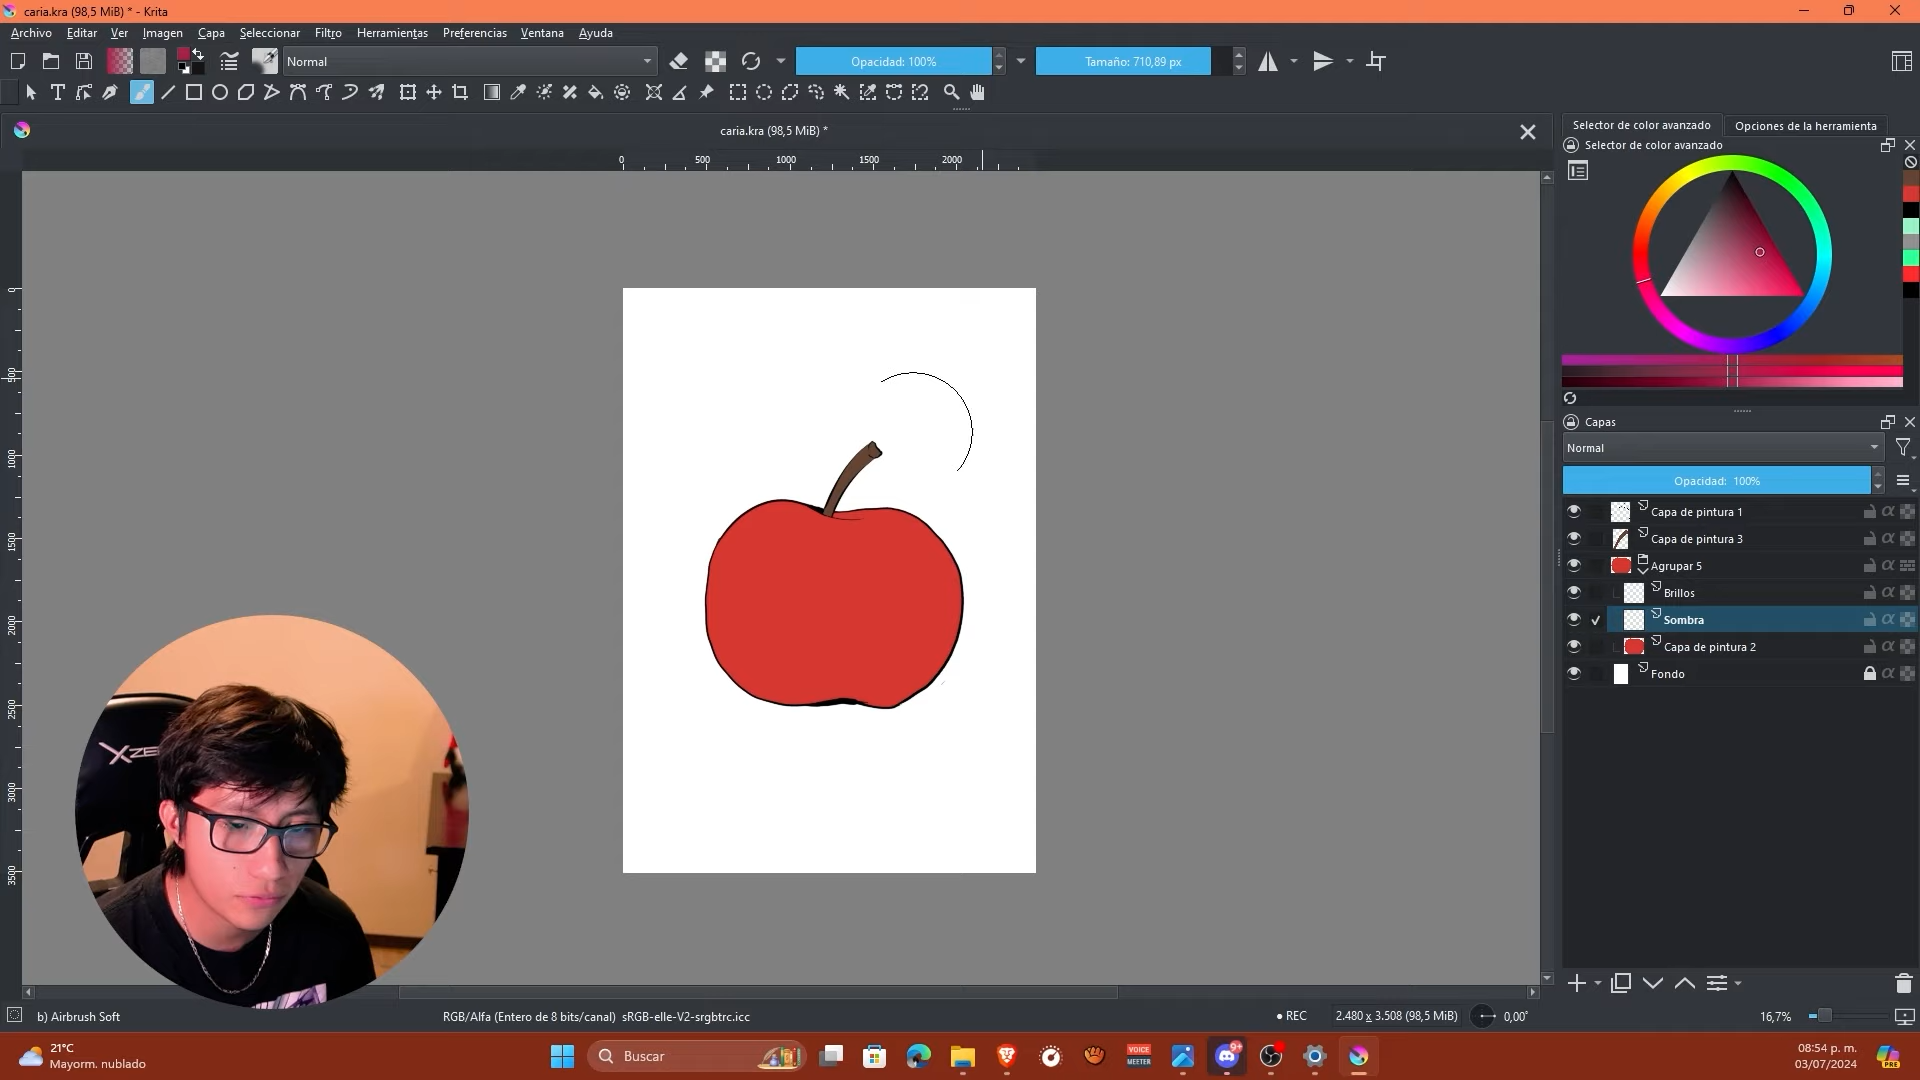 caria.kra (98,5 MiB) * - Krita
Archivo Editar Ver Imagen Capa Seleccionar Filtro Herramientas Preferencias Ventana Ayuda
Normal
Opacidad: 100%
Tamaño: 710,89 px
caria.kra (98,5 MiB) *
0 500 1000 1500 2000
0
500
1000
1500
2000
2500
3000
3500
Selector de color avanzado
Opciones de la herramienta
Selector de color avanzado
Capas
Normal
Opacidad: 100%
Capa de pintura 1
Capa de pintura 3
Agrupar 5
Brillos
Sombra
Capa de pintura 2
Fondo
b) Airbrush Soft
RGB/Alfa (Entero de 8 bits/canal) sRGB-elle-V2-srgbtrc.icc
● REC
2.480 x 3.508 (98,5 MiB)
0,00°
16,7%
21°C
Mayorm. nublado
Buscar
VOICE
MEETER
9+
08:54 p. m.
03/07/2024
PRE